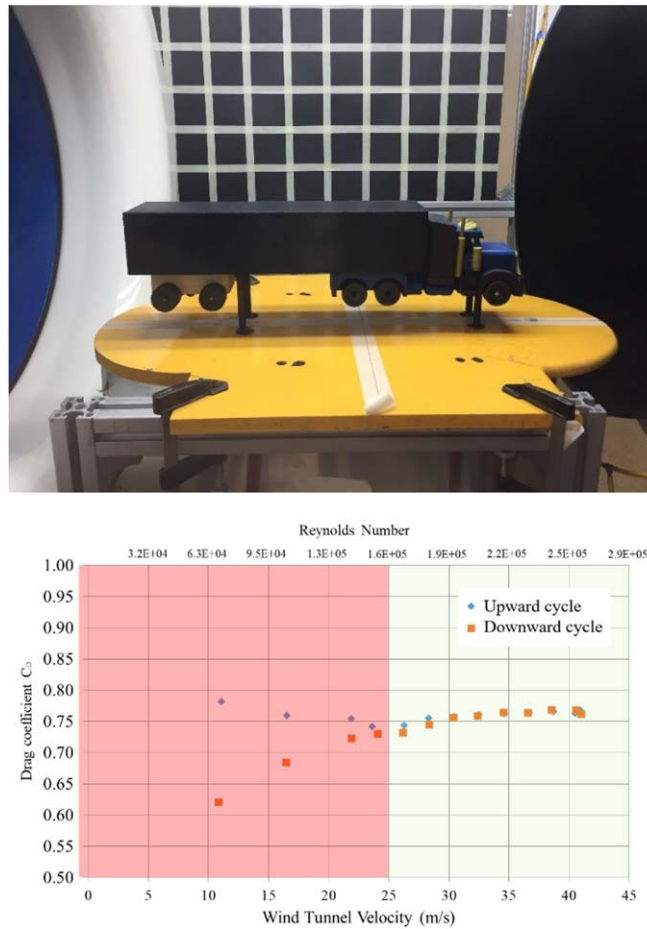 Reynolds Number
3.2E+04 6.3E+04 9.5E+04 1.3E+05 1.6E+05 1.9E+05 2.2E+05 2.5E+05 2.9E+05
1.00
0.95
0.90
0.85
0.80
0.75
0.70
0.65
0.60
0.55
0.50
Drag coefficient C_D
Upward cycle
Downward cycle
0 5 10 15 20 25 30 35 40 45
Wind Tunnel Velocity (m/s)